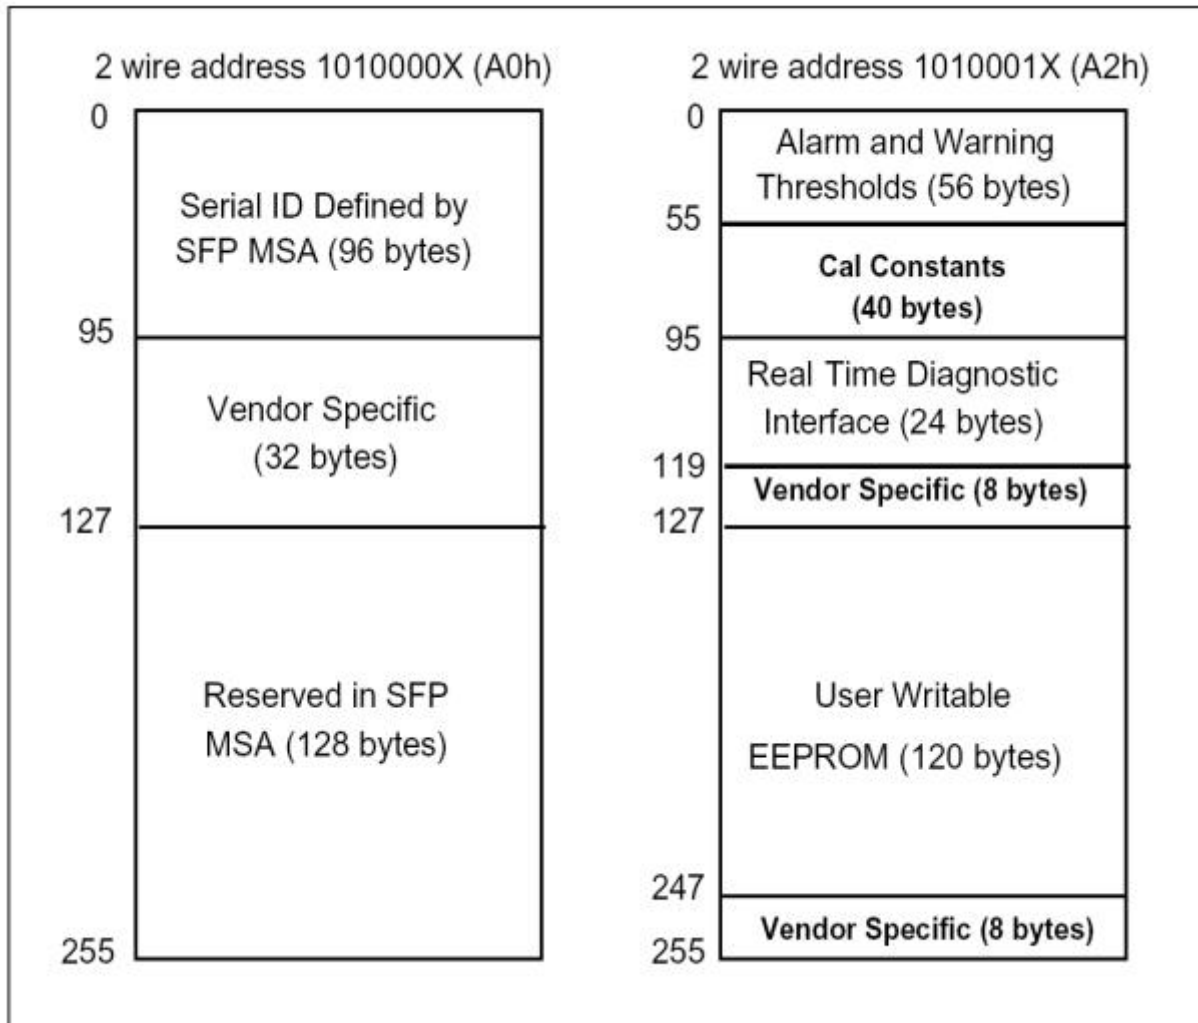 2 wire address 1010000X (A0h)
0
Serial ID Defined by
SFP MSA (96 bytes)
95
Vendor Specific
(32 bytes)
127
Reserved in SFP
MSA (128 bytes)
255
2 wire address 1010001X (A2h)
0
Alarm and Warning
Thresholds (56 bytes)
55
Cal Constants
(40 bytes)
95
Real Time Diagnostic
Interface (24 bytes)
119
Vendor Specific (8 bytes)
127
User Writable
EEPROM (120 bytes)
247
Vendor Specific (8 bytes)
255